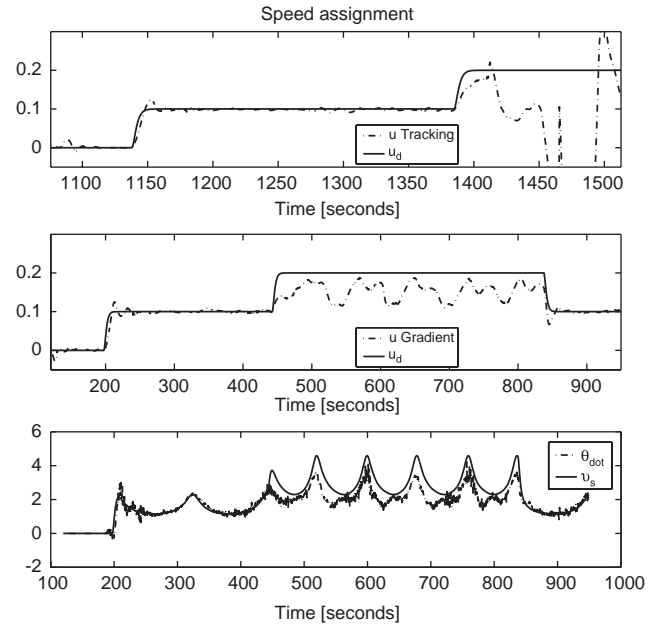 Speed assignment
0.2
0.1
0
u Tracking
u_d
1100 1150 1200 1250 1300 1350 1400 1450 1500
Time [seconds]
0.2
0.1
0
u Gradient
u_d
200 300 400 500 600 700 800 900
Time [seconds]
6
4
2
0
-2
θ_dot
υ_s
100 200 300 400 500 600 700 800 900 1000
Time [seconds]